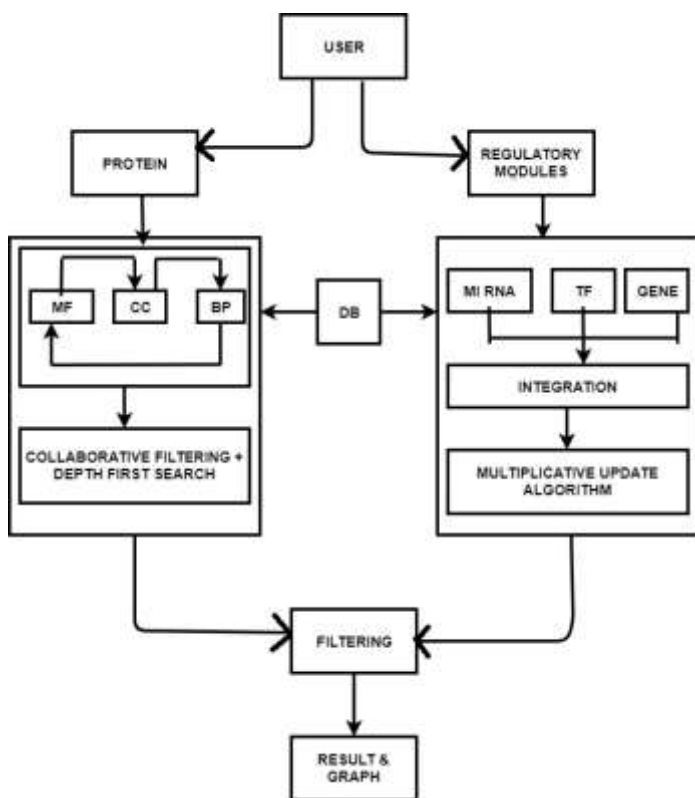 USER
PROTEIN
REGULATORY
MODULES
MF
CC
BP
DB
MI RNA
TF
GENE
INTEGRATION
COLLABORATIVE FILTERING +
DEPTH FIRST SEARCH
MULTIPLICATIVE UPDATE
ALGORITHM
FILTERING
RESULT &
GRAPH